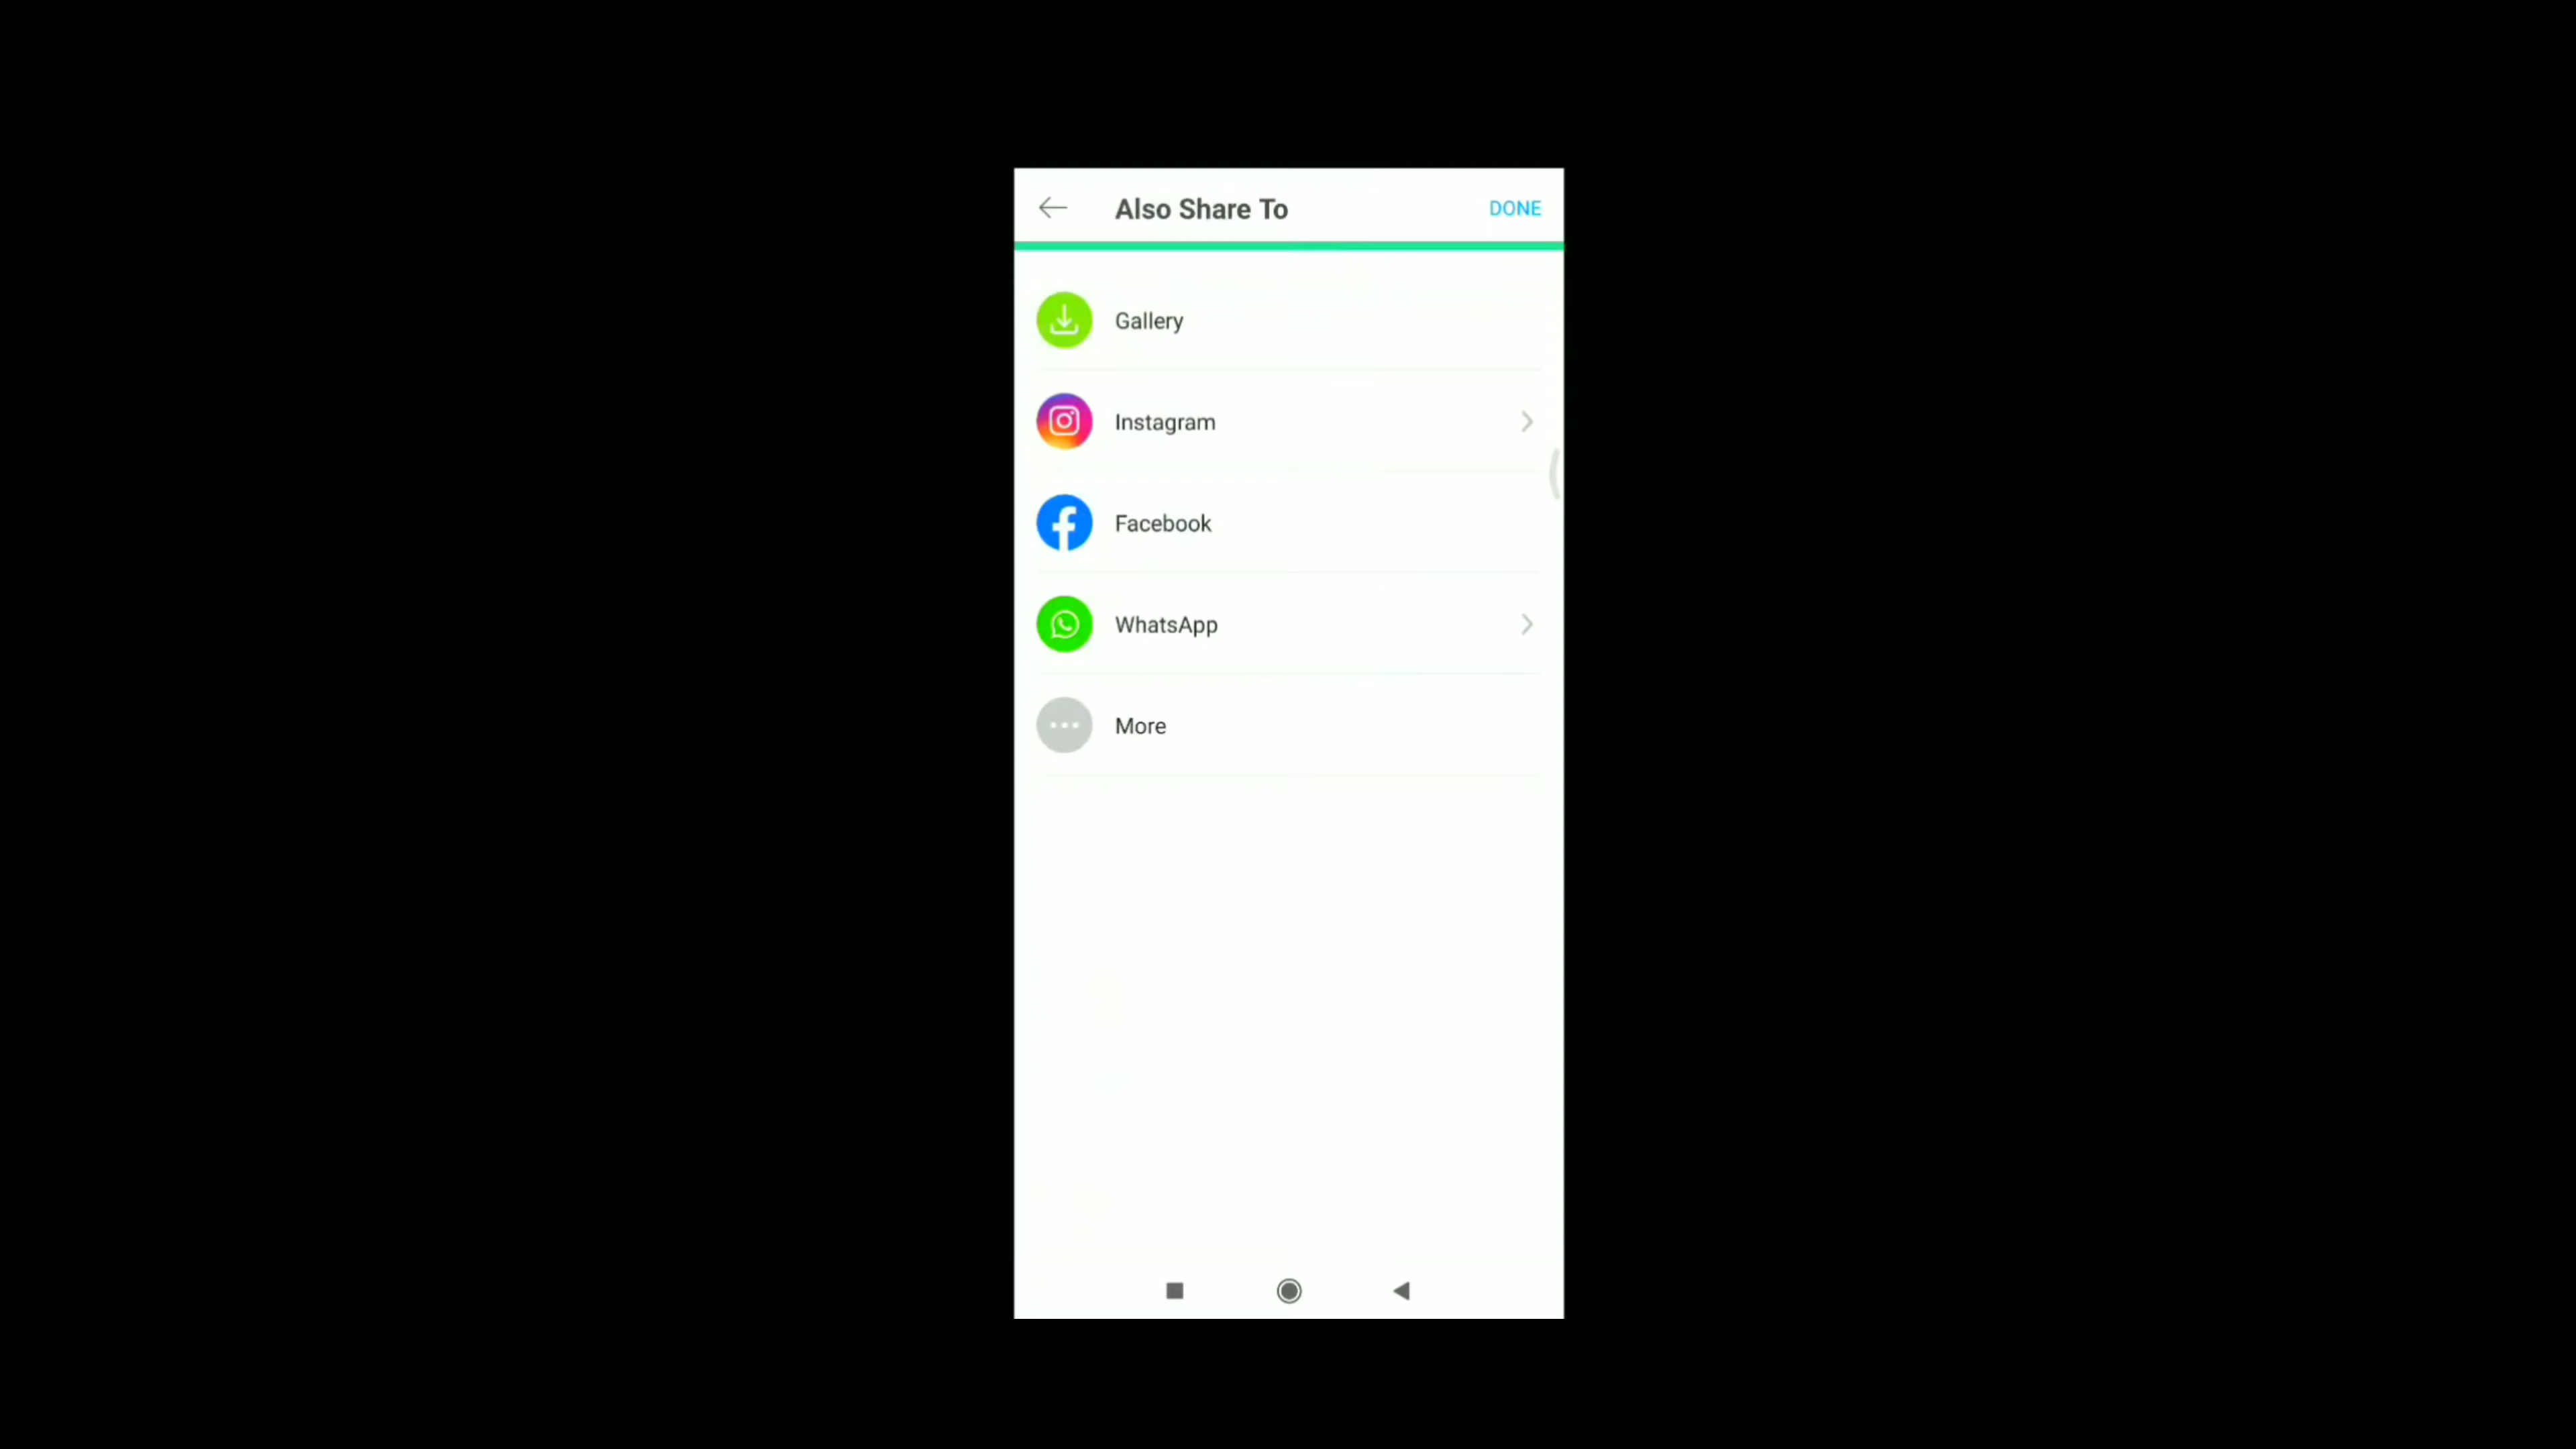 Also Share To
DONE
Gallery
Instagram
Facebook
WhatsApp
More